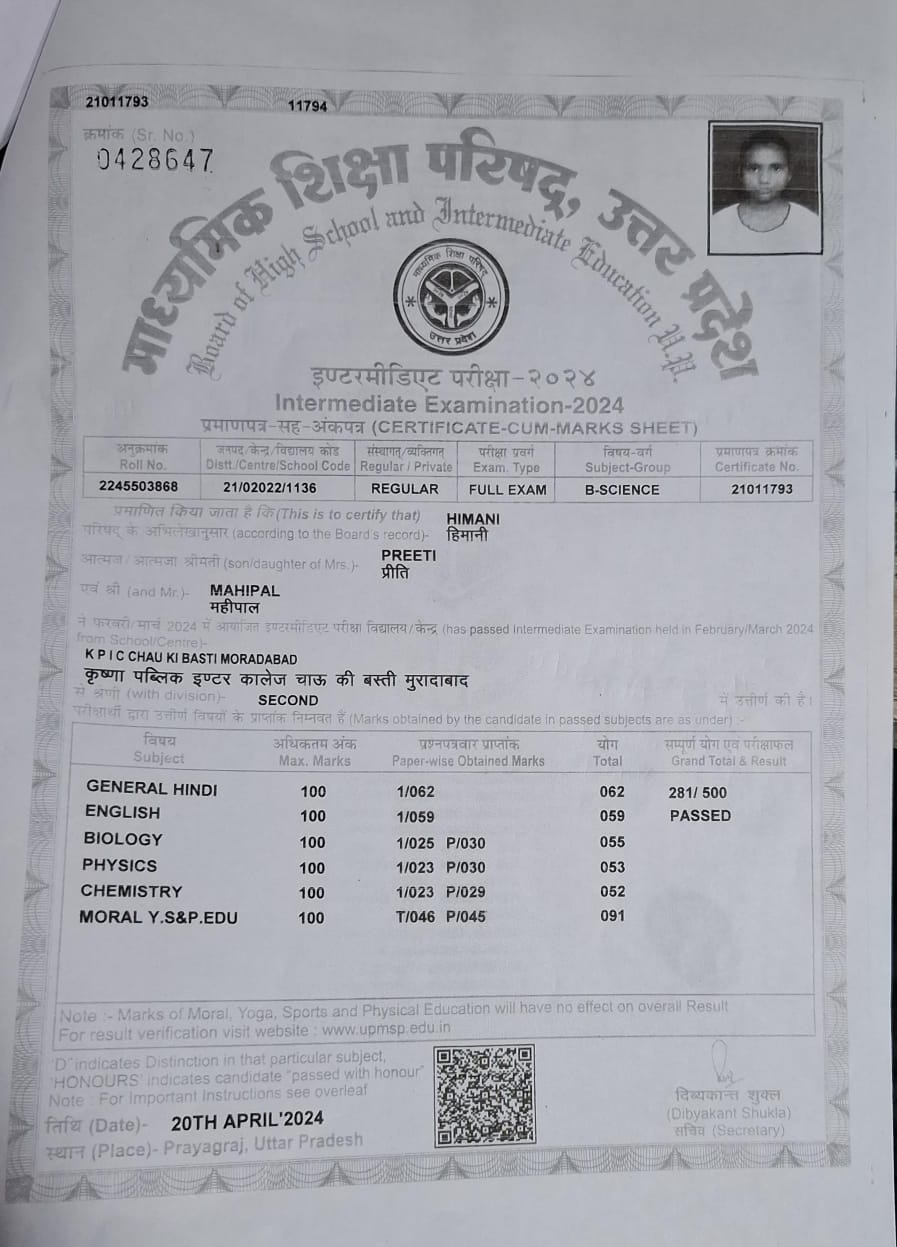 21011793 11794
क्रमांक (Sr. No.)
0428647
माध्यमिक शिक्षा परिषद्, उत्तर प्रदेश
Board of High School and Intermediate Education U.P.
माध्यमिक शिक्षा परिषद्
उत्तर प्रदेश
इण्टरमीडिएट परीक्षा-२०२४
Intermediate Examination-2024
प्रमाणपत्र-सह-अंकपत्र (CERTIFICATE-CUM-MARKS SHEET)
अनुक्रमांक जनपद/केन्द्र/विद्यालय कोड संस्थागत/व्यक्तिगत परीक्षा प्रवर्ग विषय-वर्ग प्रमाणपत्र क्रमांक
Roll No. Distt./Centre/School Code Regular / Private Exam. Type Subject-Group Certificate No.
2245503868 21/02022/1136 REGULAR FULL EXAM B-SCIENCE 21011793
प्रमाणित किया जाता है कि (This is to certify that) HIMANI
परिषद् के अभिलेखानुसार (according to the Board's record)- हिमानी
आत्मज/आत्मजा श्रीमती (son/daughter of Mrs.)- PREETI
प्रीति
एवं श्री (and Mr.)- MAHIPAL
महीपाल
ने फरवरी/मार्च 2024 में आयोजित इण्टरमीडिएट परीक्षा विद्यालय/केन्द्र (has passed Intermediate Examination held in February/March 2024
from School/Centre)-
K P I C CHAU KI BASTI MORADABAD
कृष्णा पब्लिक इण्टर कालेज चाऊ की बस्ती मुरादाबाद
से श्रेणी (with division)- SECOND में उत्तीर्ण की है।
परीक्षार्थी द्वारा उत्तीर्ण विषयों के प्राप्तांक निम्नवत हैं (Marks obtained by the candidate in passed subjects are as under) :-
विषय अधिकतम अंक प्रश्नपत्रवार प्राप्तांक योग सम्पूर्ण योग एवं परीक्षाफल
Subject Max. Marks Paper-wise Obtained Marks Total Grand Total & Result
GENERAL HINDI 100 1/062 062 281/ 500
ENGLISH 100 1/059 059 PASSED
BIOLOGY 100 1/025 P/030 055
PHYSICS 100 1/023 P/030 053
CHEMISTRY 100 1/023 P/029 052
MORAL Y.S&P.EDU 100 T/046 P/045 091
Note :- Marks of Moral, Yoga, Sports and Physical Education will have no effect on overall Result
For result verification visit website : www.upmsp.edu.in
'D' indicates Distinction in that particular subject,
'HONOURS' indicates candidate "passed with honour"
Note : For Important Instructions see overleaf
तिथि (Date)- 20TH APRIL'2024
स्थान (Place)- Prayagraj, Uttar Pradesh
दिब्यकान्त शुक्ल
(Dibyakant Shukla)
सचिव (Secretary)